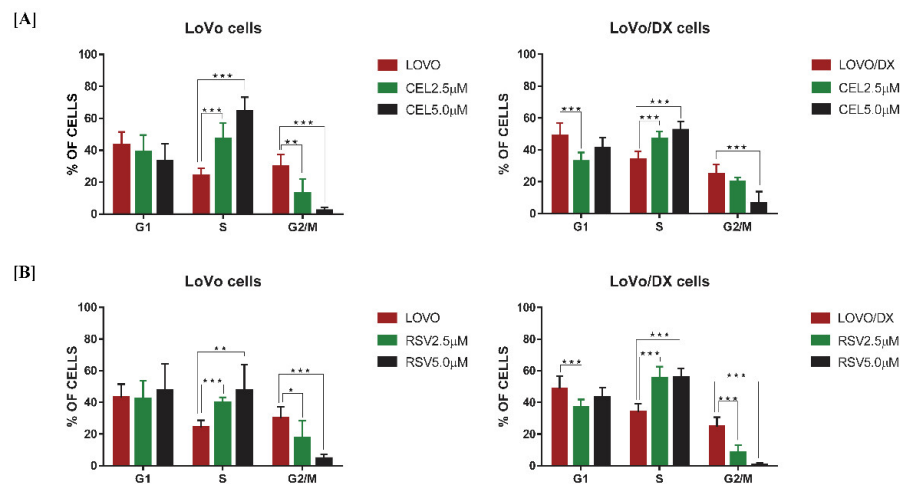 [A]
LoVo cells
% OF CELLS
100
80
60
40
20
0
***
***
***
**
G1 S G2/M
LOVO
CEL2.5µM
CEL5.0µM
LoVo/DX cells
% OF CELLS
100
80
60
40
20
0
***
***
***
***
G1 S G2/M
LOVO/DX
CEL2.5µM
CEL5.0µM
[B]
LoVo cells
% OF CELLS
100
80
60
40
20
0
**
***
***
*
G1 S G2/M
LOVO
RSV2.5µM
RSV5.0µM
LoVo/DX cells
% OF CELLS
100
80
60
40
20
0
***
***
***
***
***
G1 S G2/M
LOVO/DX
RSV2.5µM
RSV5.0µM